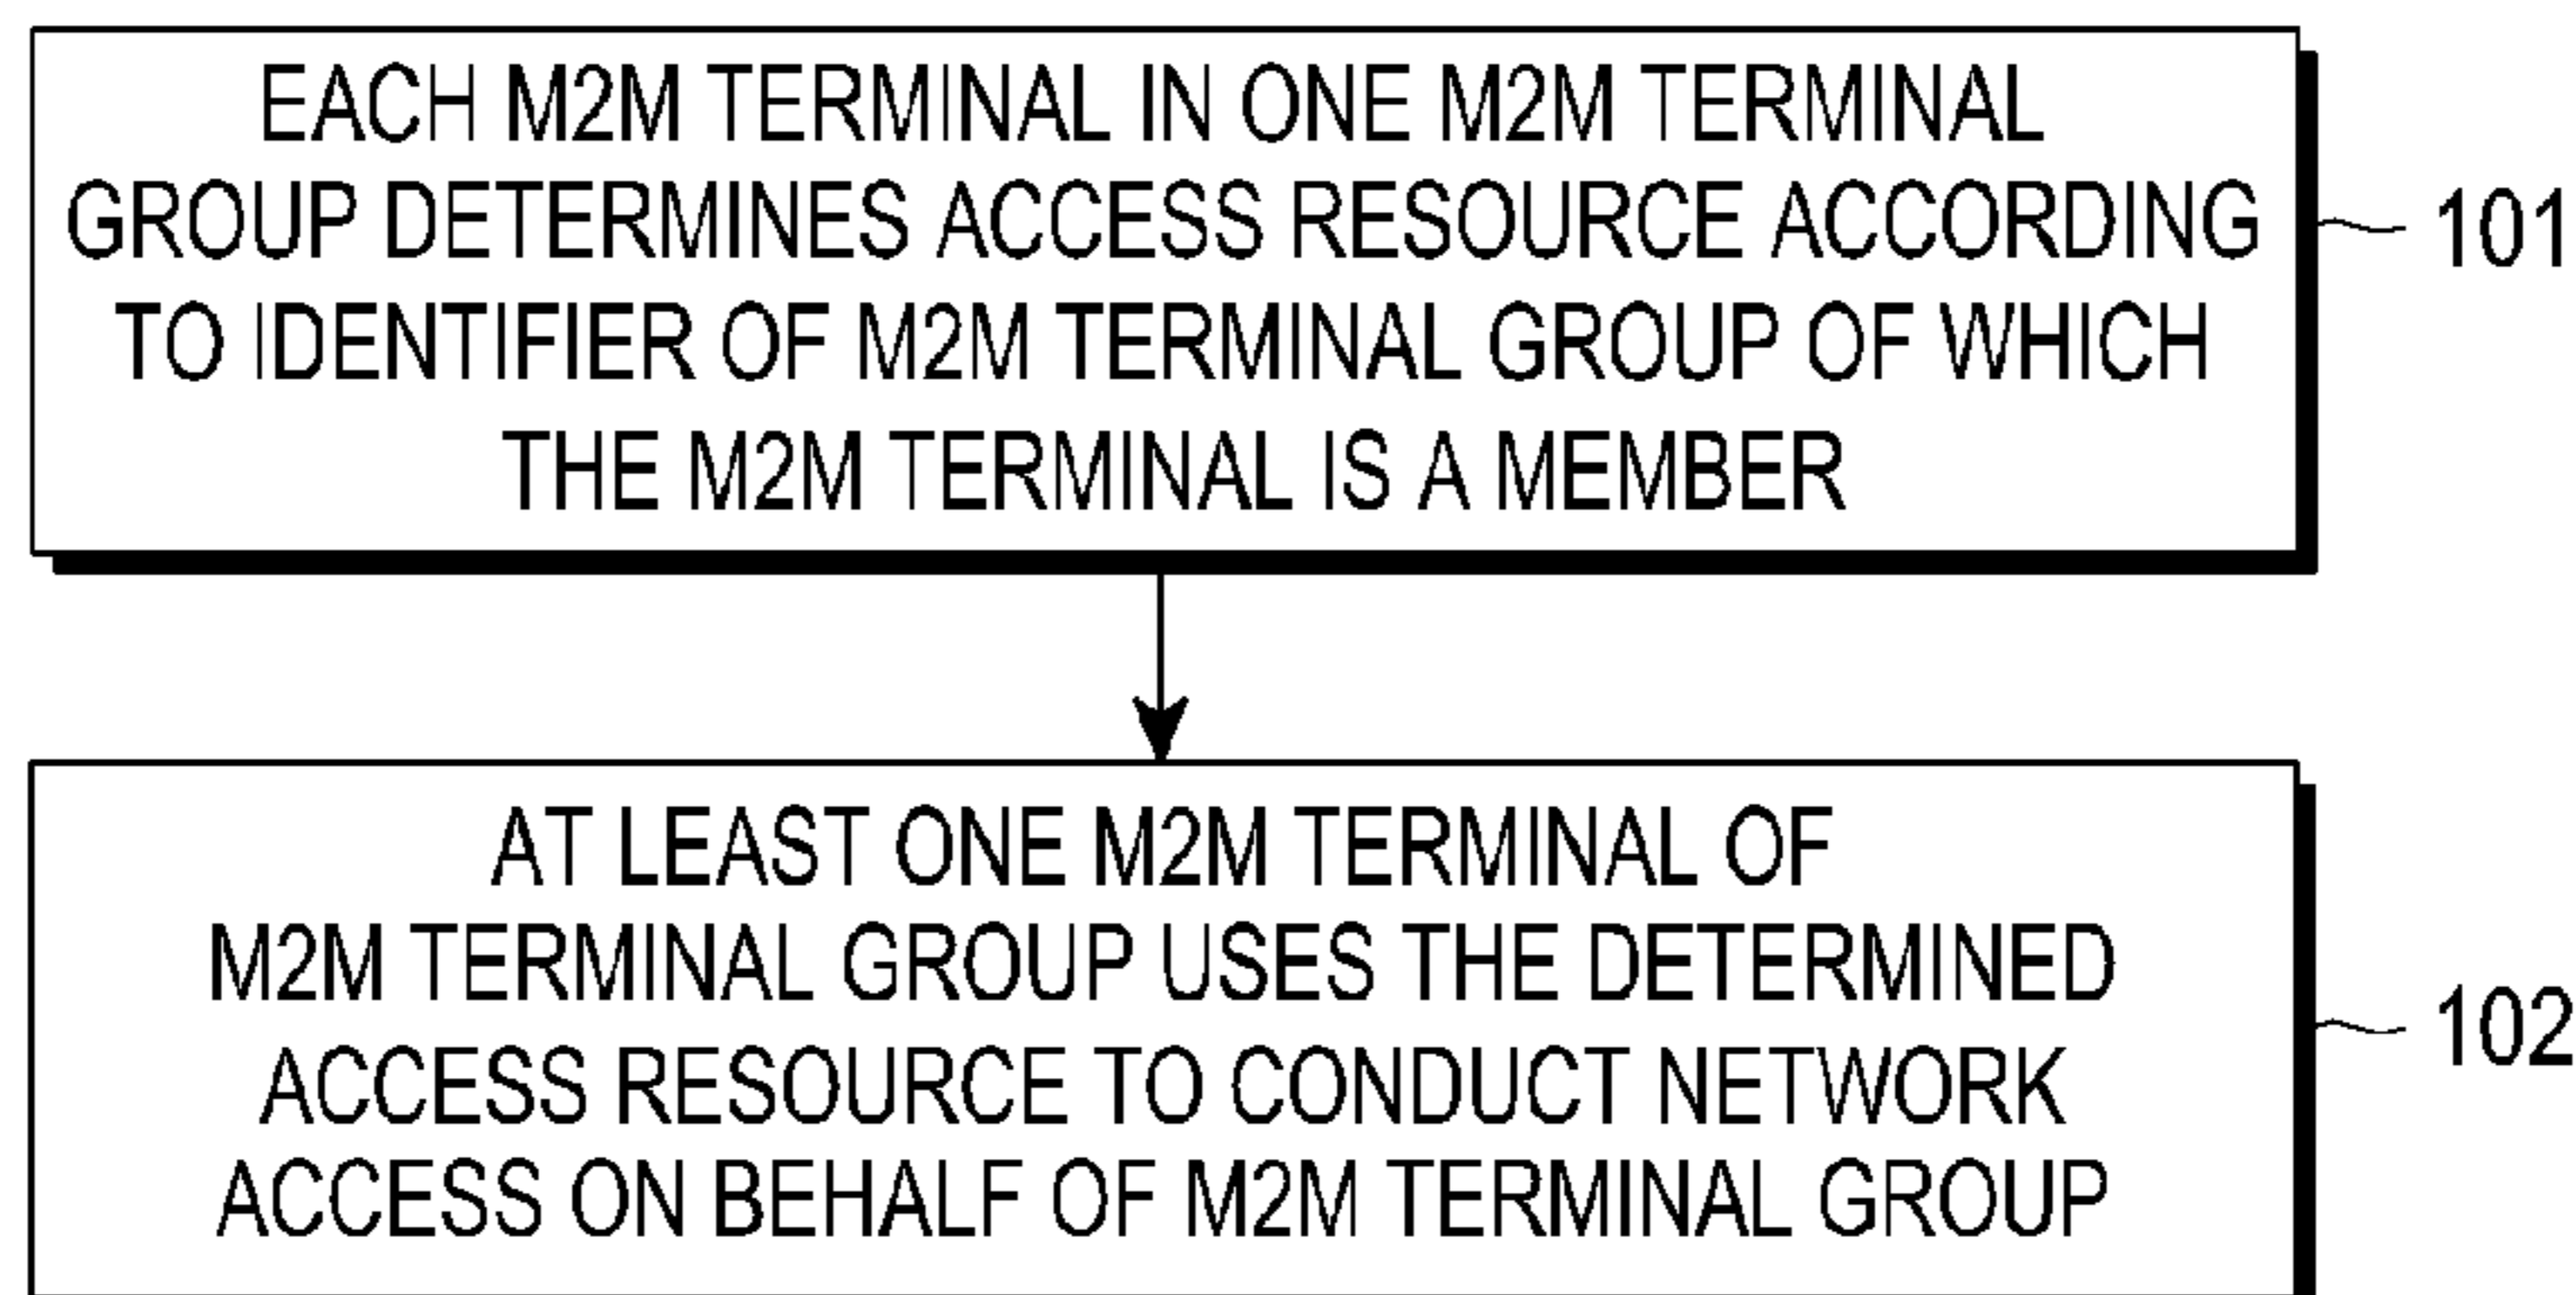 EACH M2M TERMINAL IN ONE M2M TERMINAL
GROUP DETERMINES ACCESS RESOURCE ACCORDING
TO IDENTIFIER OF M2M TERMINAL GROUP OF WHICH
THE M2M TERMINAL IS A MEMBER
101
AT LEAST ONE M2M TERMINAL OF
M2M TERMINAL GROUP USES THE DETERMINED
ACCESS RESOURCE TO CONDUCT NETWORK
ACCESS ON BEHALF OF M2M TERMINAL GROUP
102